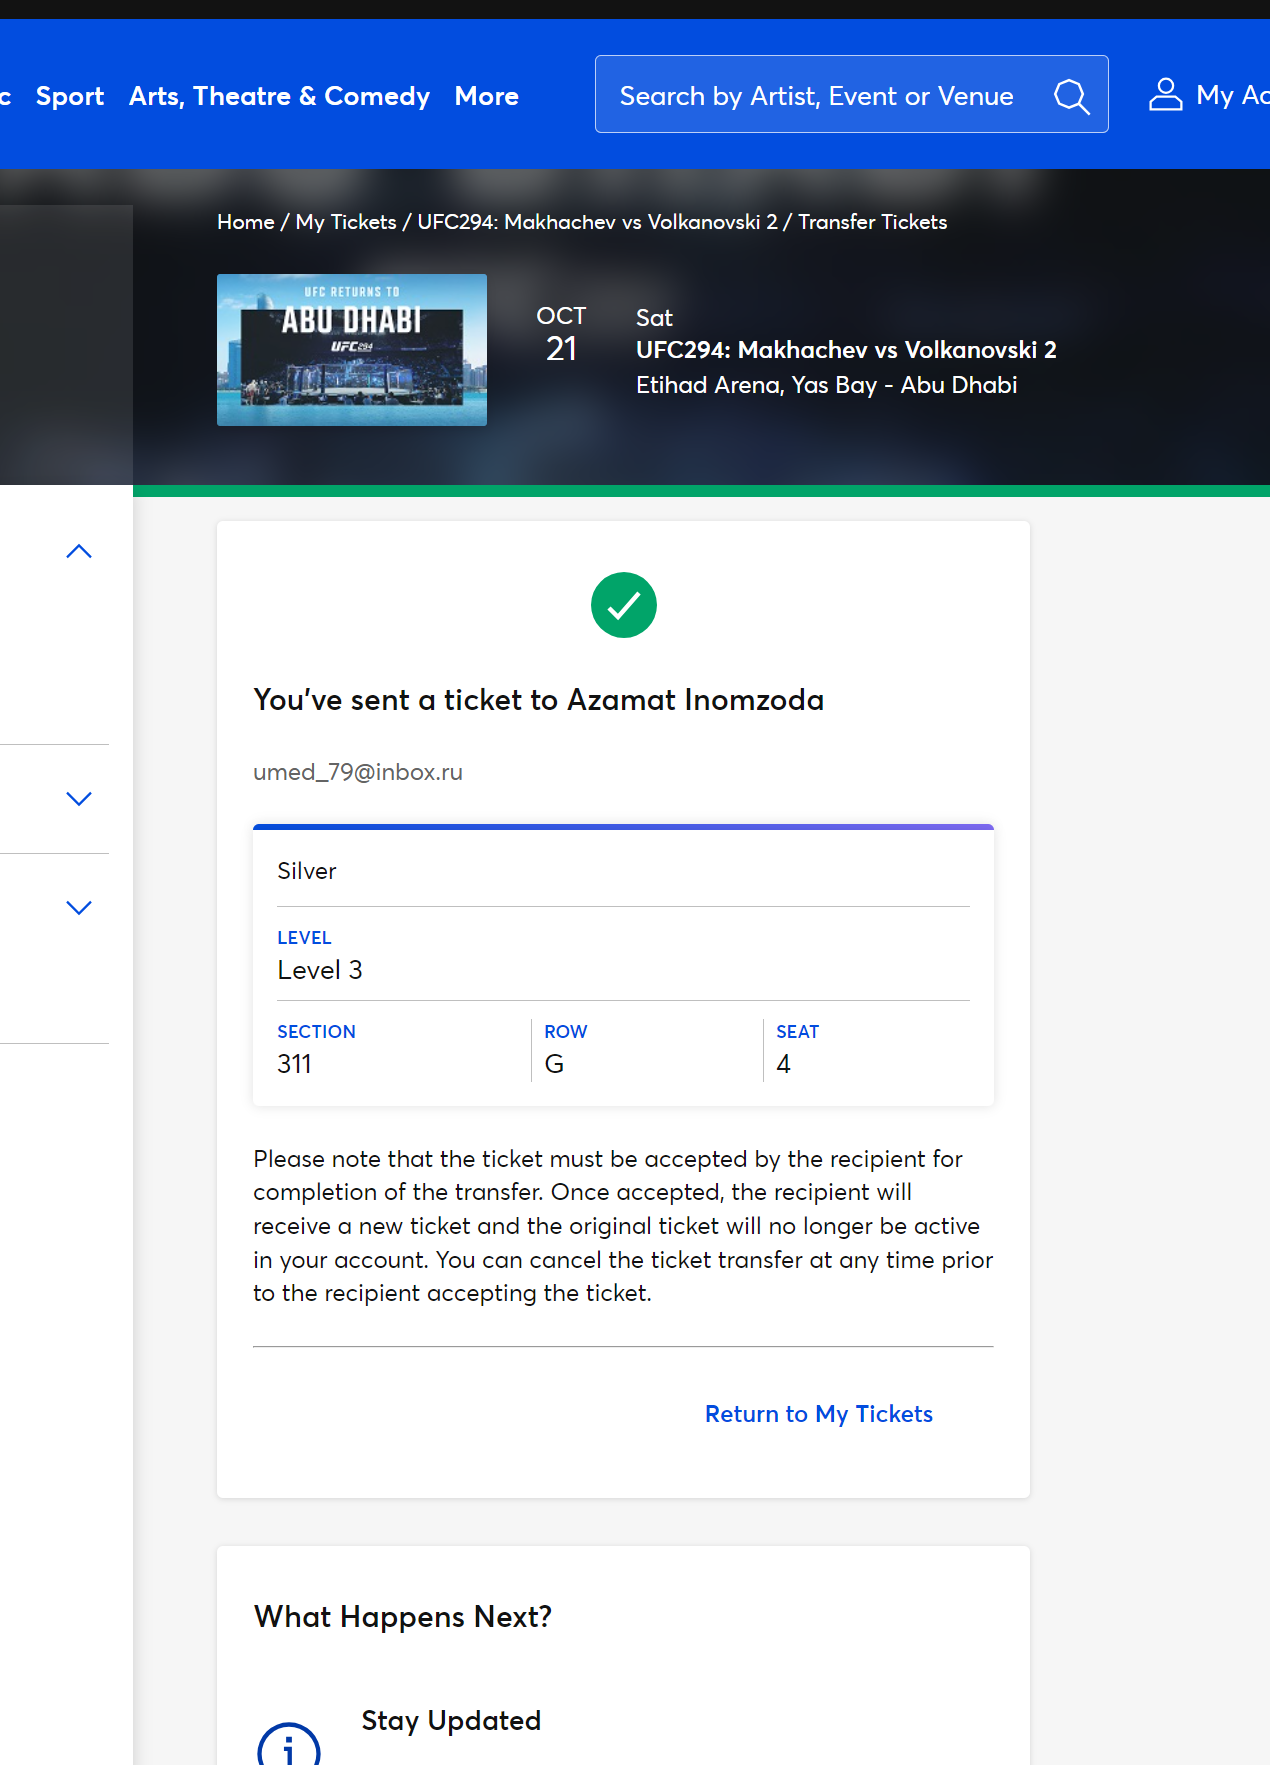 c Sport Arts, Theatre & Comedy More
Search by Artist, Event or Venue
My Ac
Home / My Tickets / UFC294: Makhachev vs Volkanovski 2 / Transfer Tickets
UFC RETURNS TO
ABU DHABI
UFC294
OCT
21
Sat
UFC294: Makhachev vs Volkanovski 2
Etihad Arena, Yas Bay - Abu Dhabi
You've sent a ticket to Azamat Inomzoda
umed_79@inbox.ru
Silver
LEVEL
Level 3
SECTION ROW SEAT
311 G 4
Please note that the ticket must be accepted by the recipient for
completion of the transfer. Once accepted, the recipient will
receive a new ticket and the original ticket will no longer be active
in your account. You can cancel the ticket transfer at any time prior
to the recipient accepting the ticket.
Return to My Tickets
What Happens Next?
Stay Updated